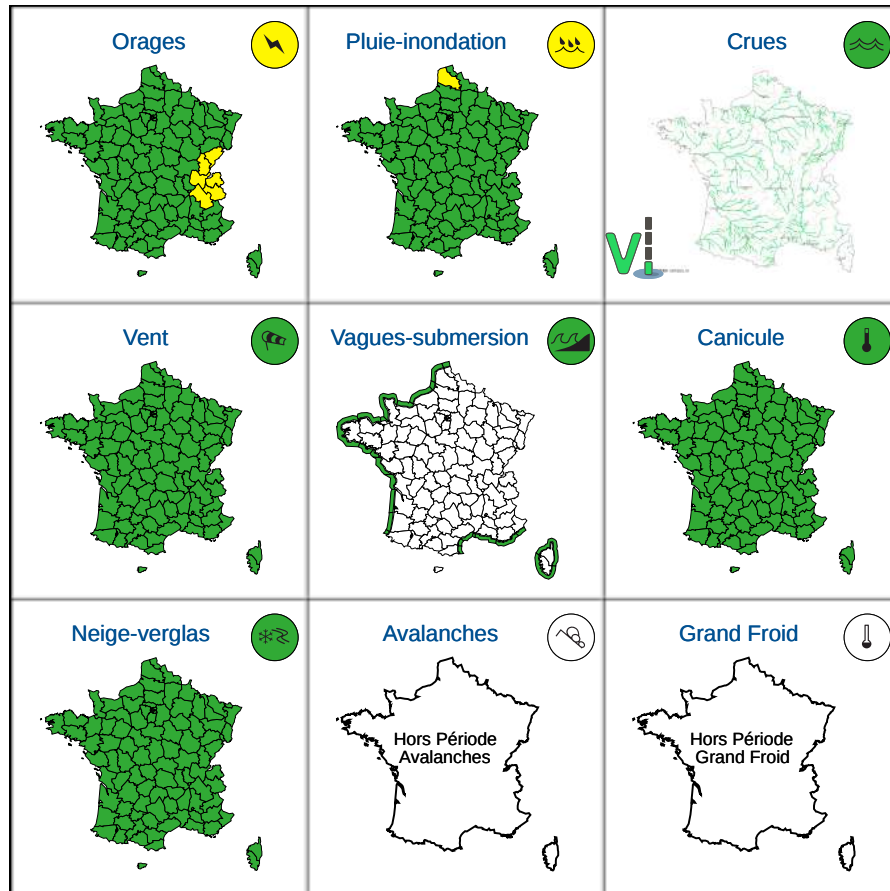 Orages
Pluie-inondation
Crues
Vi
Vent
Vagues-submersion
Canicule
Neige-verglas
Avalanches
Grand Froid
Hors Période
Avalanches
Hors Période
Grand Froid